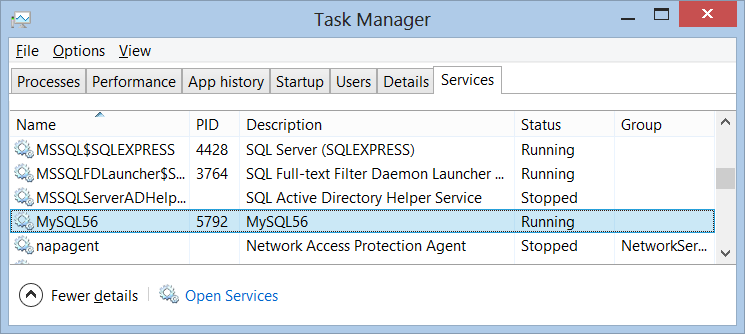 Task Manager
File Options View
Processes Performance App history Startup Users Details Services
Name PID Description Status Group
MSSQL$SQLEXPRESS 4428 SQL Server (SQLEXPRESS) Running
MSSQLFDLauncher$S... 3764 SQL Full-text Filter Daemon Launcher ... Running
MSSQLServerADHelp... SQL Active Directory Helper Service Stopped
MySQL56 5792 MySQL56 Running
napagent Network Access Protection Agent Stopped NetworkSer...
Fewer details Open Services